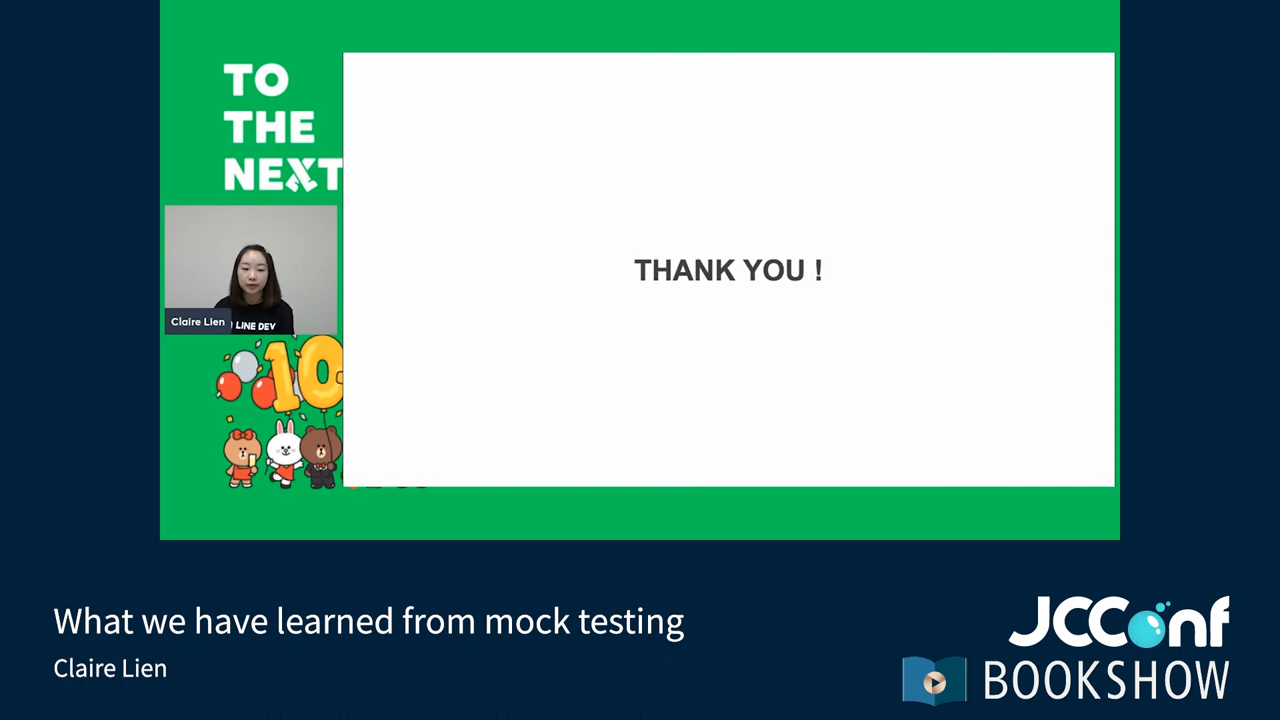 TO
THE
NEXT
THANK YOU !
Claire Lien
LINE DEV
10
What we have learned from mock testing
Claire Lien
JCConf
BOOKSHOW